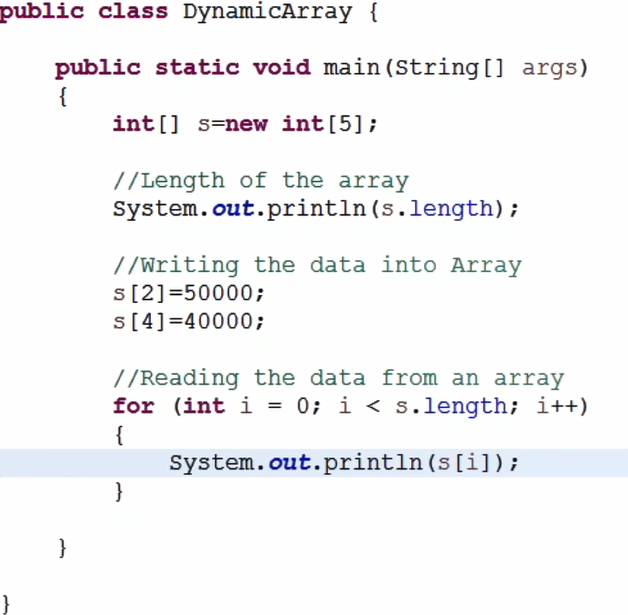 public class DynamicArray {
public static void main(String[] args)
{
int[] s=new int[5];
//Length of the array
System.out.println(s.length);
//Writing the data into Array
s[2]=50000;
s[4]=40000;
//Reading the data from an array
for (int i = 0; i < s.length; i++)
{
System.out.println(s[i]);
}
}
}